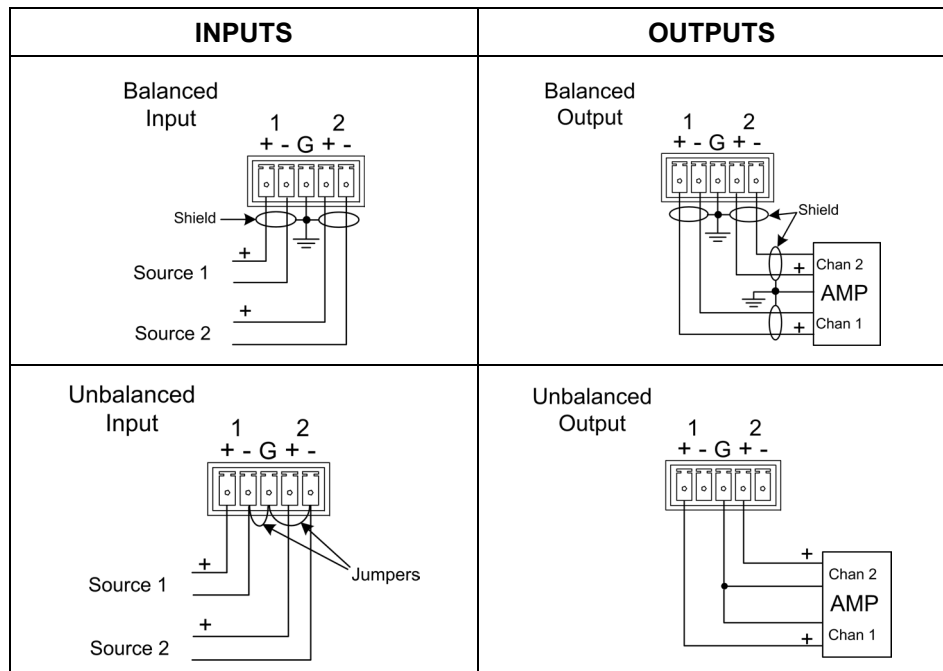 INPUTS
OUTPUTS
Balanced
Input
1 2
+ - G + -
Shield
+
Source 1
+
Source 2
Balanced
Output
1 2
+ - G + -
Shield
Chan 2
+
AMP
Chan 1
+
Unbalanced
Input
1 2
+ - G + -
Jumpers
+
Source 1
+
Source 2
Unbalanced
Output
1 2
+ - G + -
+
Chan 2
AMP
+ Chan 1